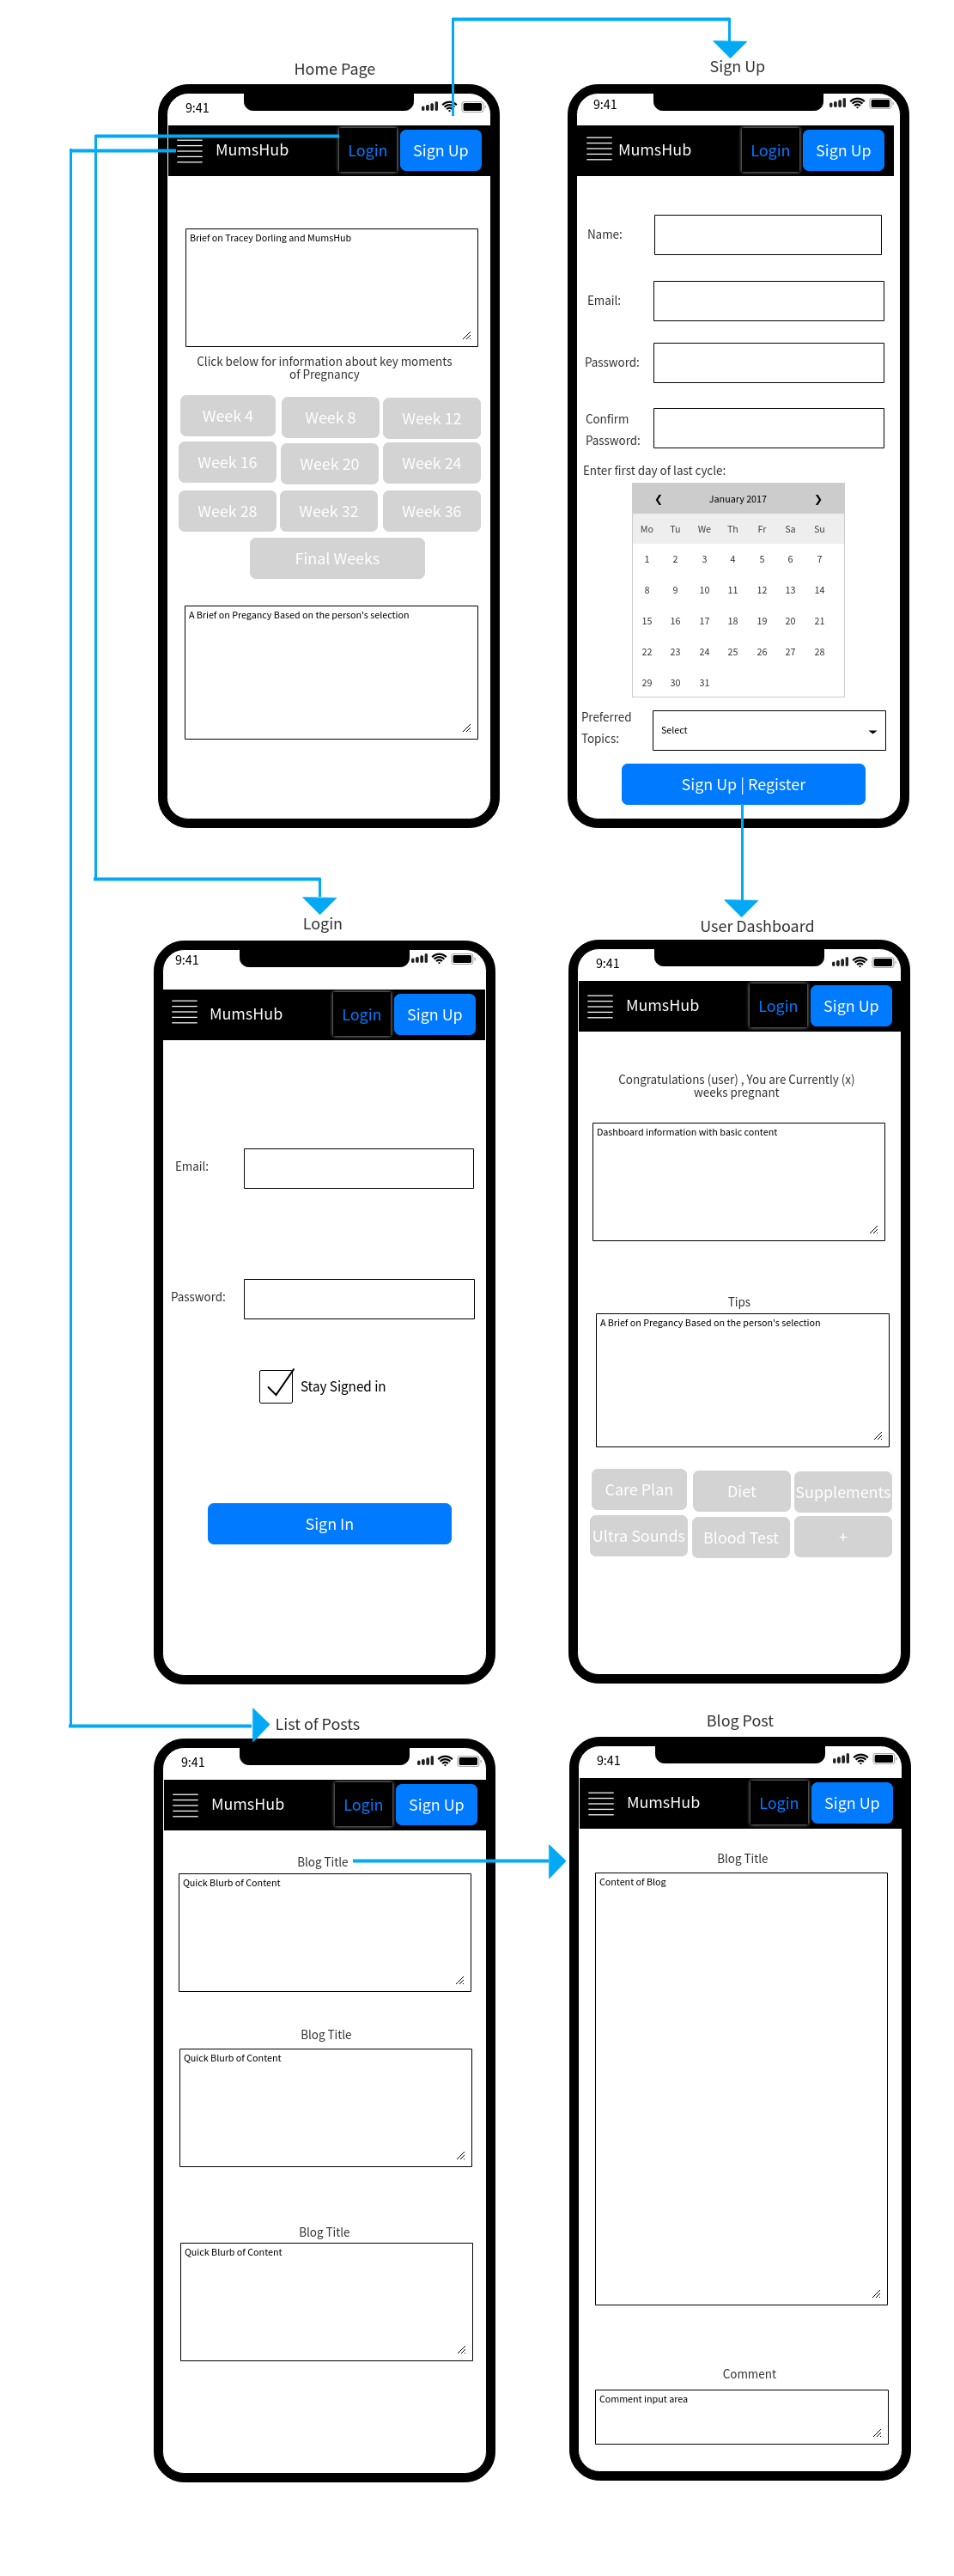 Home Page
9:41
MumsHub
Login
Sign Up
Brief on Tracey Dorling and MumsHub
Click below for information about key moments
of Pregnancy
Week 4
Week 8
Week 12
Week 16
Week 20
Week 24
Week 28
Week 32
Week 36
Final Weeks
A Brief on Pregancy Based on the person's selection
Sign Up
9:41
MumsHub
Login
Sign Up
Name:
Email:
Password:
Confirm
Password:
Enter first day of last cycle:
❮ January 2017 ❯
Mo Tu We Th Fr Sa Su
1 2 3 4 5 6 7
8 9 10 11 12 13 14
15 16 17 18 19 20 21
22 23 24 25 26 27 28
29 30 31
Preferred
Topics:
Select
Sign Up | Register
Login
9:41
MumsHub
Login
Sign Up
Email:
Password:
Stay Signed in
Sign In
User Dashboard
9:41
MumsHub
Login
Sign Up
Congratulations (user) , You are Currently (x)
weeks pregnant
Dashboard information with basic content
Tips
A Brief on Pregancy Based on the person's selection
Care Plan
Diet
Supplements
Ultra Sounds
Blood Test
+
List of Posts
9:41
MumsHub
Login
Sign Up
Blog Title
Quick Blurb of Content
Blog Title
Quick Blurb of Content
Blog Title
Quick Blurb of Content
Blog Post
9:41
MumsHub
Login
Sign Up
Blog Title
Content of Blog
Comment
Comment input area